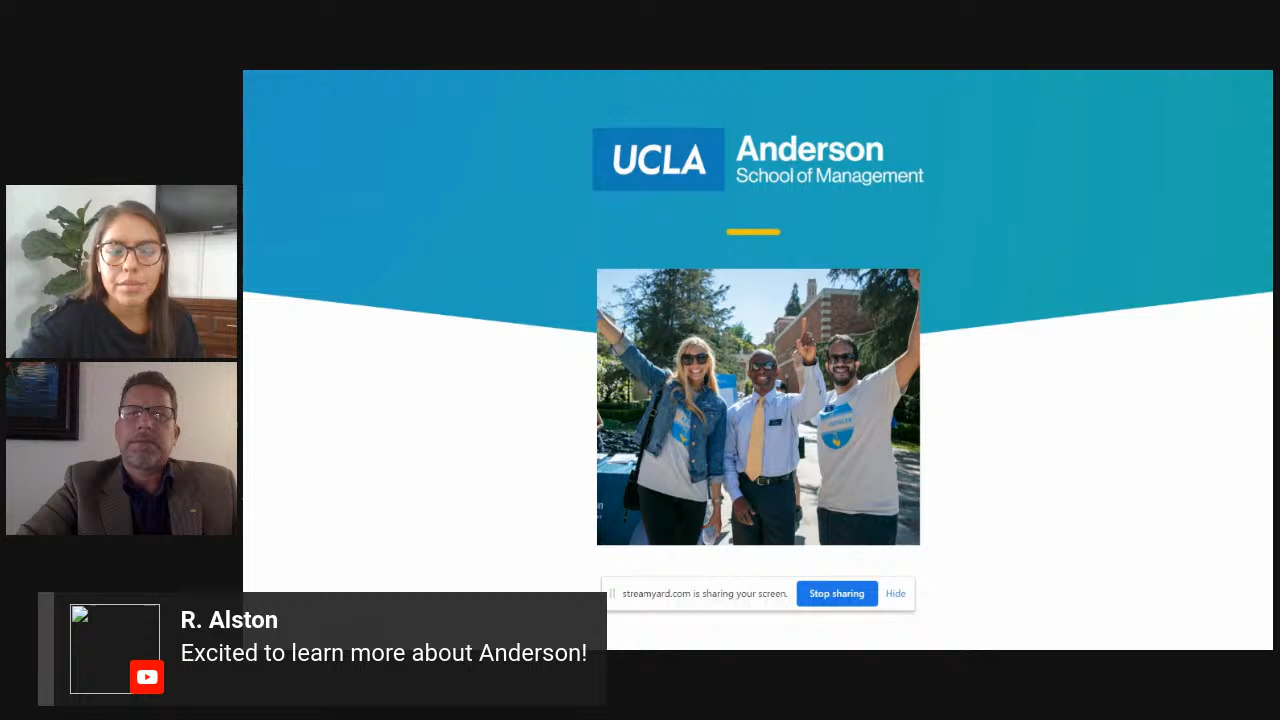 UCLA Anderson
School of Management
streamyard.com is sharing your screen. Stop sharing Hide
R. Alston
Excited to learn more about Anderson!